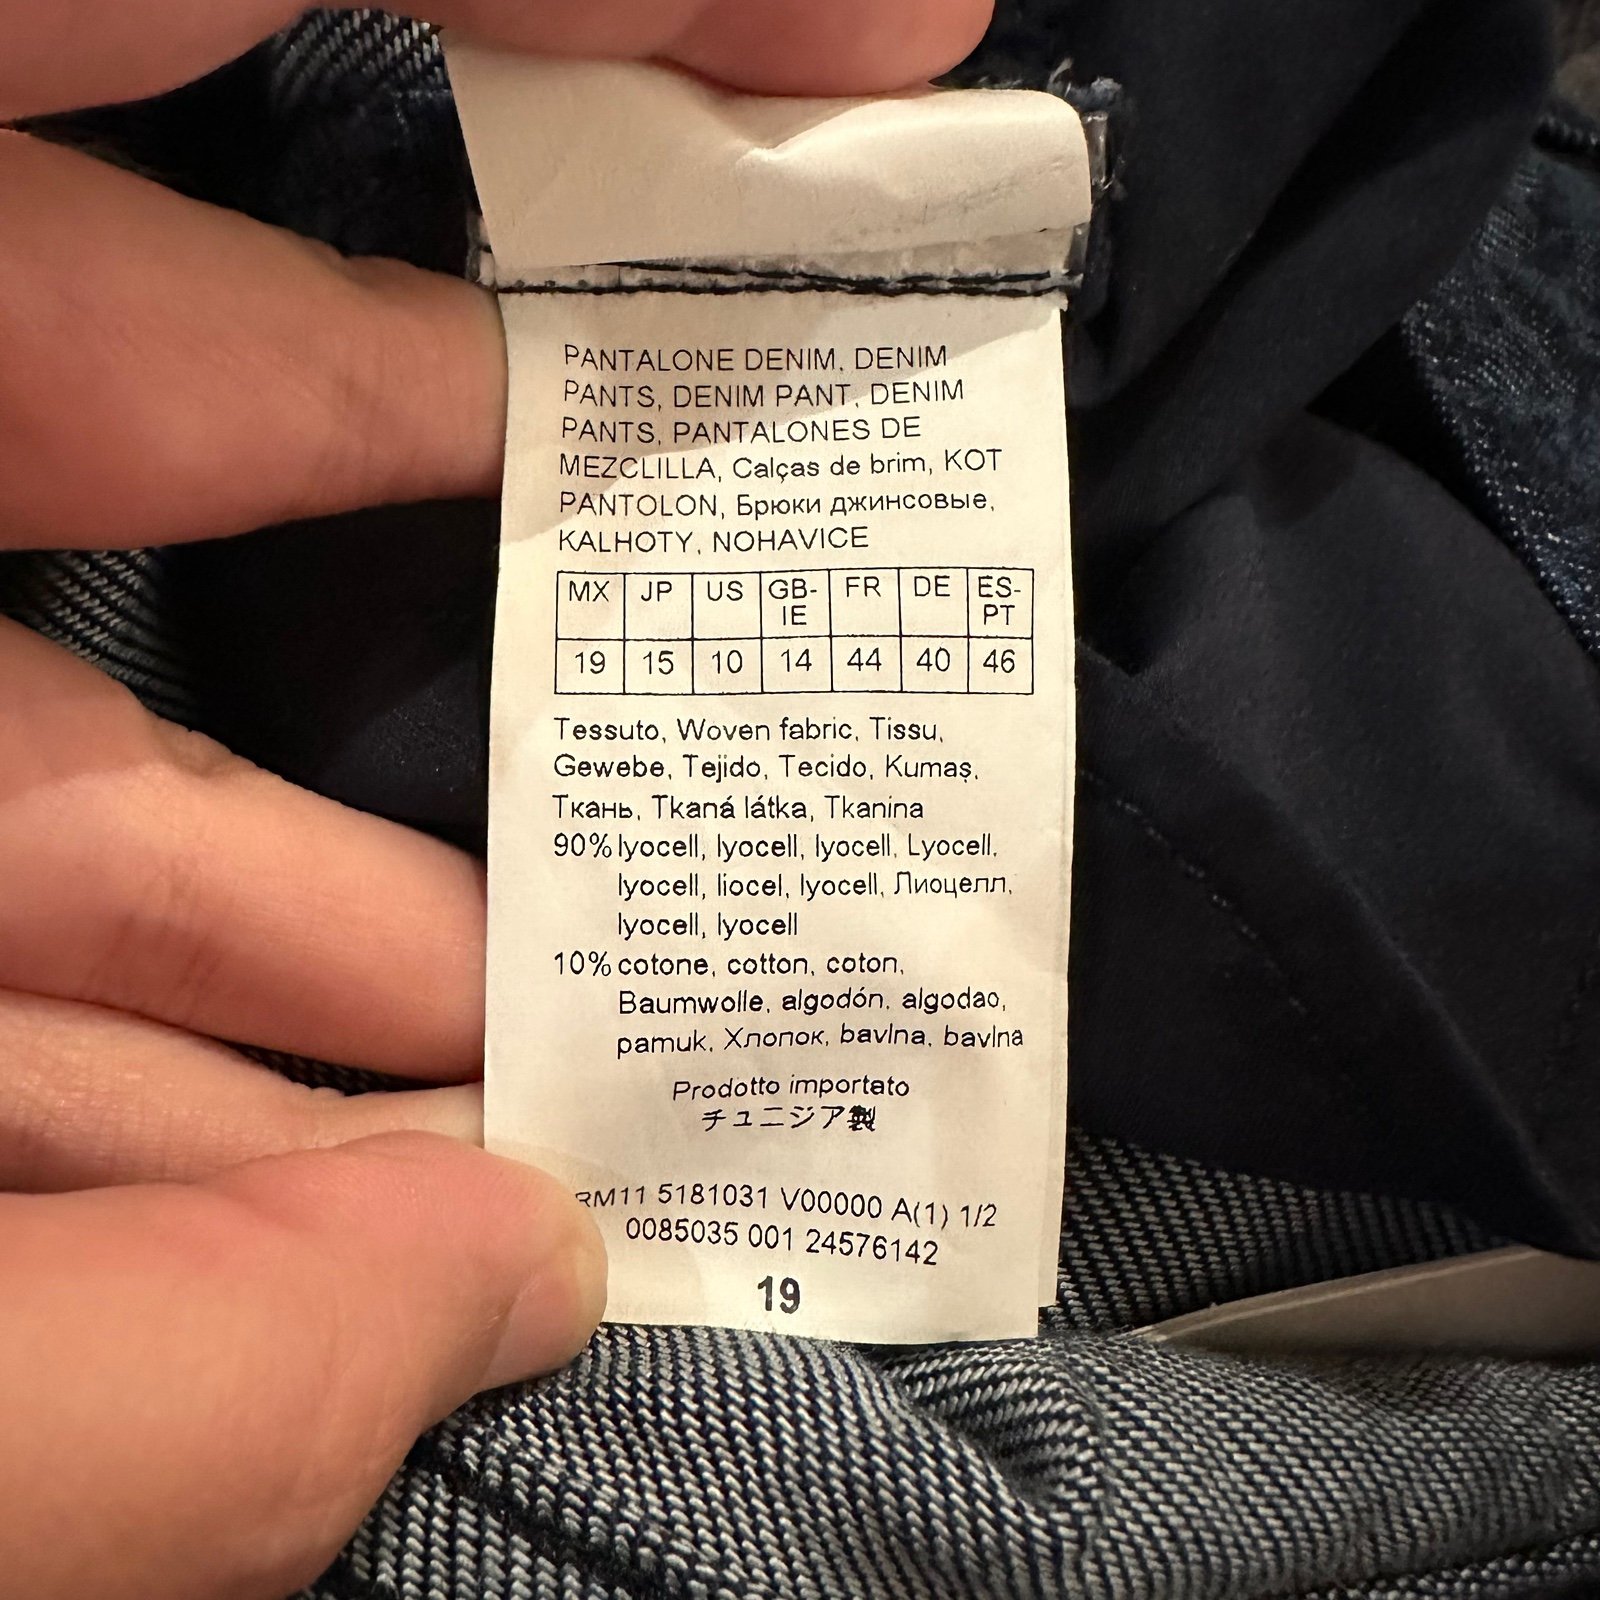 PANTALONE DENIM, DENIM
PANTS, DENIM PANT, DENIM
PANTS, PANTALONES DE
MEZCLILLA, Calças de brim, KOT
PANTOLON, Брюки джинсовые,
KALHOTY, NOHAVICE
MX JP US GB-IE FR DE ES-PT
19 15 10 14 44 40 46
Tessuto, Woven fabric, Tissu,
Gewebe, Tejido, Tecido, Kumaş,
Ткань, Tkaná látka, Tkanina
90% lyocell, lyocell, lyocell, Lyocell,
lyocell, liocel, lyocell, Лиоцелл,
lyocell, lyocell
10% cotone, cotton, coton,
Baumwolle, algodón, algodao,
pamuk, Хлопок, bavlna, bavlna
Prodotto importato
チュニジア製
5181031 V00000 A(1) 1/2
0085035 001 24576142
19